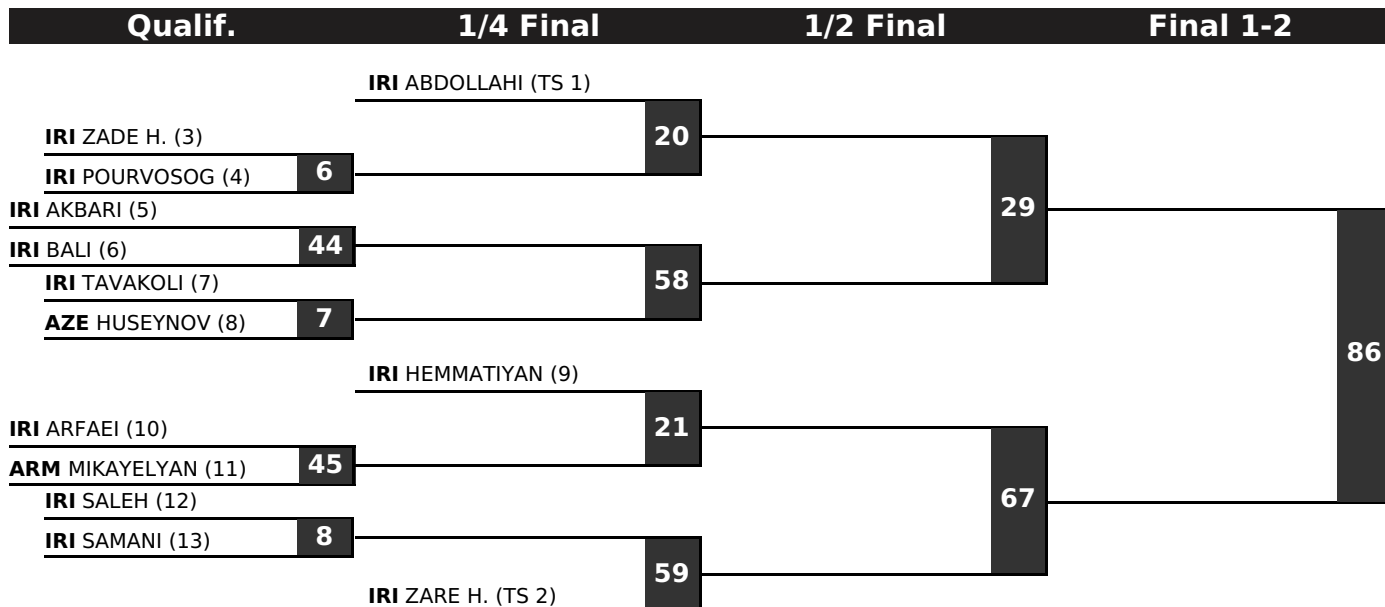 Qualif. 1/4 Final 1/2 Final Final 1-2
IRI ABDOLLAHI (TS 1)
20
IRI ZADE H. (3)
6
IRI POURVOSOG (4)
IRI AKBARI (5)
29
44
IRI BALI (6)
IRI TAVAKOLI (7)
58
7
AZE HUSEYNOV (8)
86
IRI HEMMATIYAN (9)
21
IRI ARFAEI (10)
45
ARM MIKAYELYAN (11)
IRI SALEH (12)
67
8
IRI SAMANI (13)
59
IRI ZARE H. (TS 2)